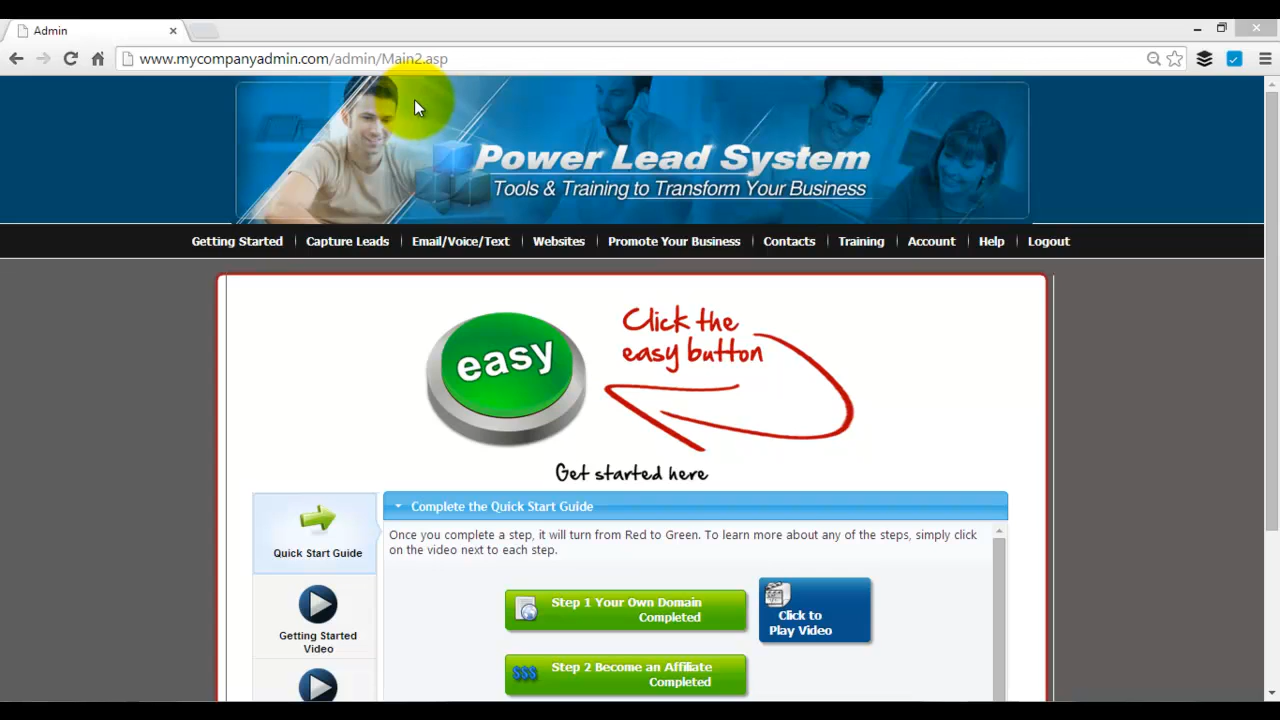 Admin
www.mycompanyadmin.com/admin/Main2.asp
Power Lead System
Tools & Training to Transform Your Business
Getting Started Capture Leads Email/Voice/Text Websites Promote Your Business Contacts Training Account Help Logout
easy
Click the
easy button
Get started here
Quick Start Guide
Getting Started
Video
Complete the Quick Start Guide
Once you complete a step, it will turn from Red to Green. To learn more about any of the steps, simply click
on the video next to each step.
Step 1 Your Own Domain
Completed
Click to
Play Video
$$$ Step 2 Become an Affiliate
Completed